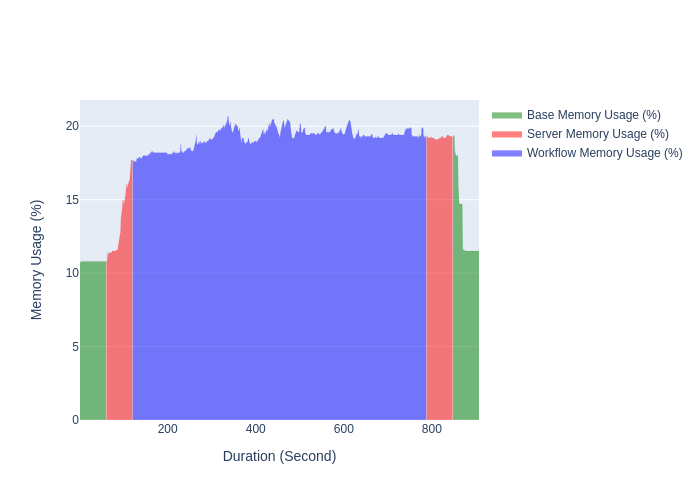 Base Memory Usage (%)
Server Memory Usage (%)
Workflow Memory Usage (%)
20
15
10
5
0
200
400
600
800
Memory Usage (%)
Duration (Second)